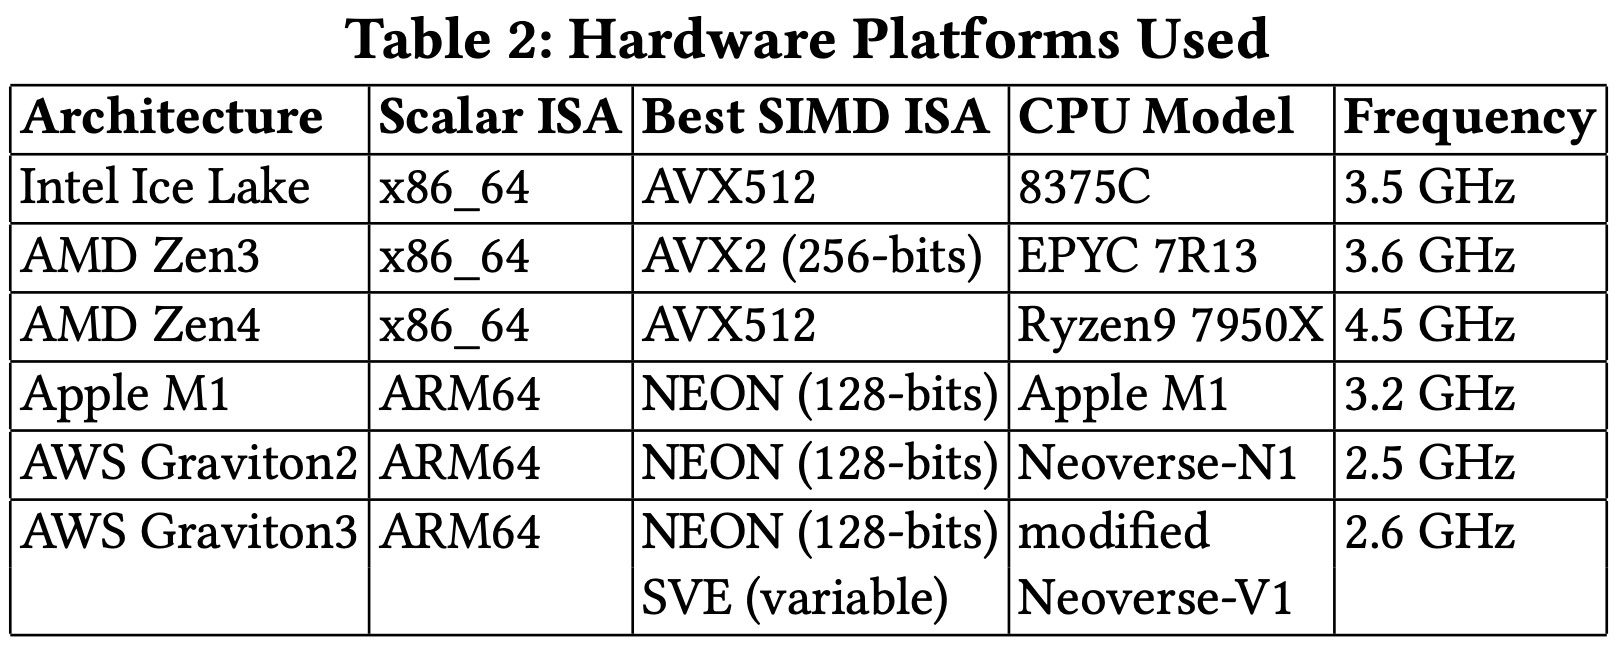 Table 2: Hardware Platforms Used
Architecture Scalar ISA Best SIMD ISA CPU Model Frequency
Intel Ice Lake x86_64 AVX512 8375C 3.5 GHz
AMD Zen3 x86_64 AVX2 (256-bits) EPYC 7R13 3.6 GHz
AMD Zen4 x86_64 AVX512 Ryzen9 7950X 4.5 GHz
Apple M1 ARM64 NEON (128-bits) Apple M1 3.2 GHz
AWS Graviton2 ARM64 NEON (128-bits) Neoverse-N1 2.5 GHz
AWS Graviton3 ARM64 NEON (128-bits) modified 2.6 GHz
SVE (variable) Neoverse-V1